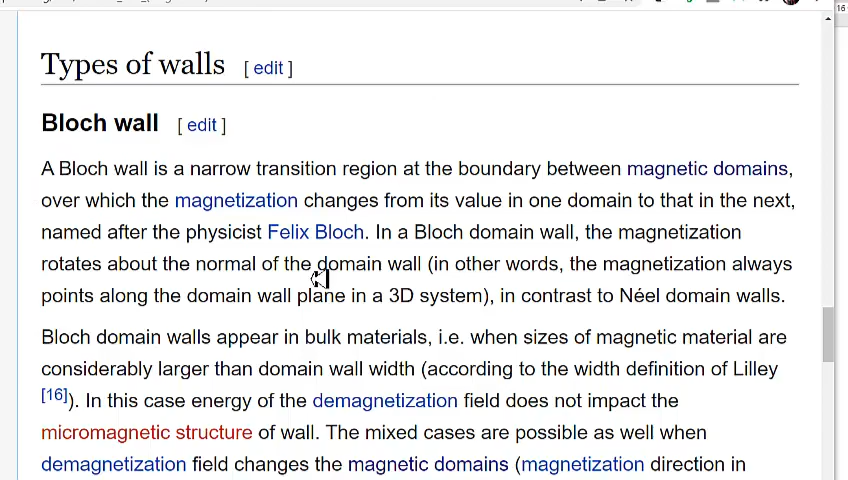 Types of walls [ edit ]
Bloch wall [ edit ]
A Bloch wall is a narrow transition region at the boundary between magnetic domains,
over which the magnetization changes from its value in one domain to that in the next,
named after the physicist Felix Bloch. In a Bloch domain wall, the magnetization
rotates about the normal of the domain wall (in other words, the magnetization always
points along the domain wall plane in a 3D system), in contrast to Néel domain walls.
Bloch domain walls appear in bulk materials, i.e. when sizes of magnetic material are
considerably larger than domain wall width (according to the width definition of Lilley
[16]). In this case energy of the demagnetization field does not impact the
micromagnetic structure of wall. The mixed cases are possible as well when
demagnetization field changes the magnetic domains (magnetization direction in